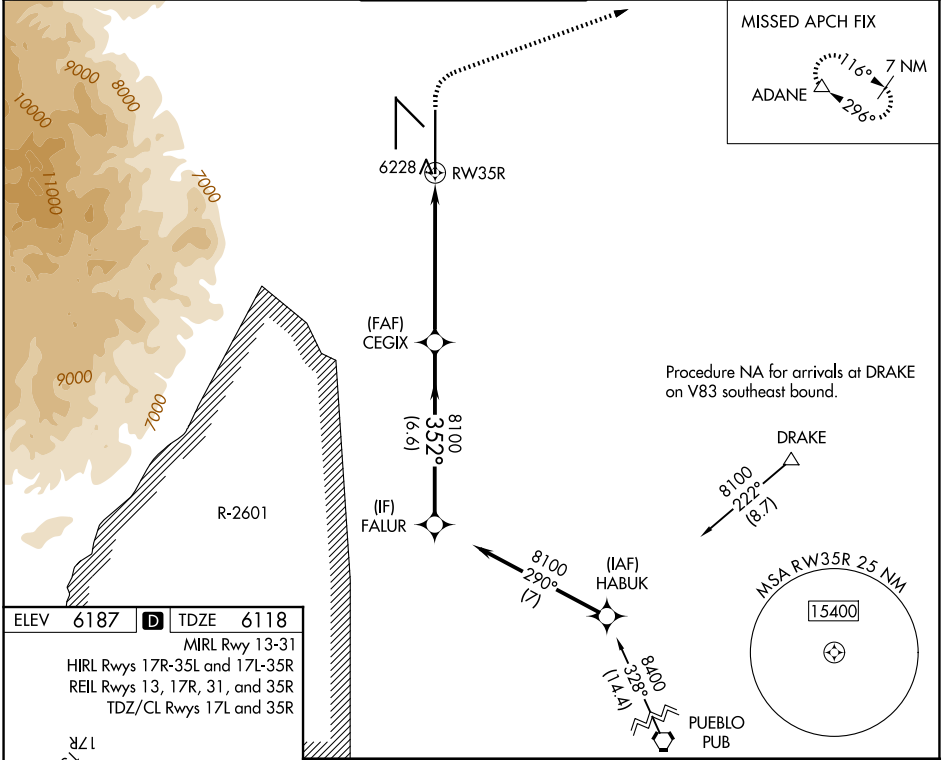 MISSED APCH FIX
ADANE
116°
7 NM
296°
9000
8000
10000
11000
7000
6228
RW35R
(FAF)
CEGIX
9000
7000
8100
352°
(6.6)
Procedure NA for arrivals at DRAKE
on V83 southeast bound.
DRAKE
8100
222°
(8.7)
R-2601
(IF)
FALUR
8100
290°
(7)
(IAF)
HABUK
MSA RW35R 25 NM
15400
8400
328°
(14.4)
PUEBLO
PUB
ELEV 6187 D TDZE 6118
MIRL Rwy 13-31
HIRL Rwys 17R-35L and 17L-35R
REIL Rwys 13, 17R, 31, and 35R
TDZ/CL Rwys 17L and 35R
17R